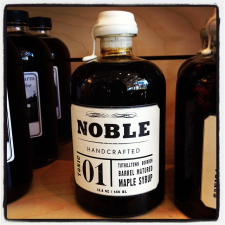 NOBLE
HANDCRAFTED
TONIC
01
TUTHILLTOWN BOURBON
BARREL MATURED
MAPLE SYRUP